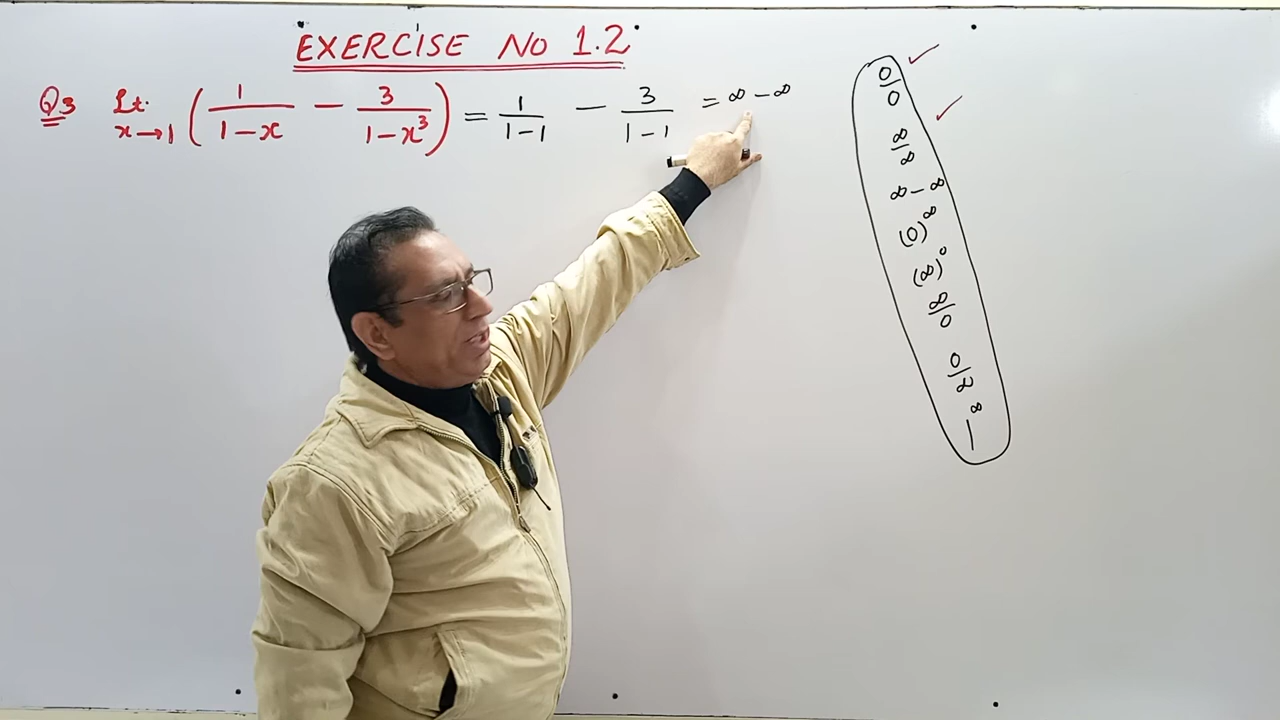 EXERCISE NO 1.2
Q3 Lt. x→1 (1/(1-x) - 3/(1-x³)) = 1/(1-1) - 3/(1-1) = ∞ - ∞
0/0
∞/∞
∞ - ∞
(0)^∞
(∞)^0
∞/0
0/2
1^∞